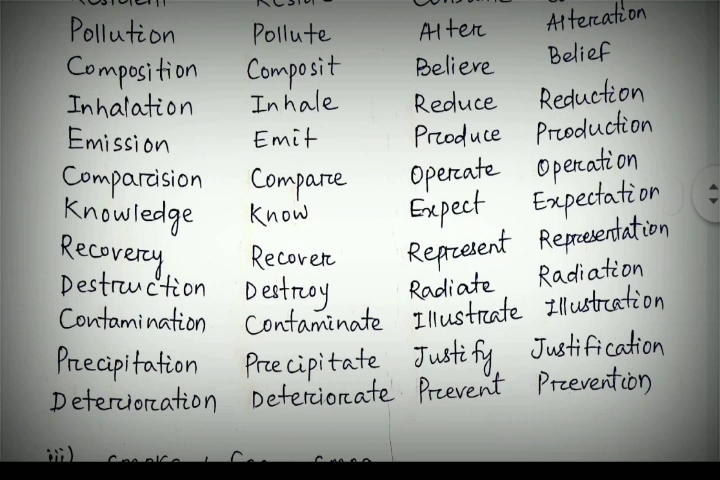 Pollution Pollute Alter Altercation
Composition Composit Believe Belief
Inhalation Inhale Reduce Reduction
Emission Emit Produce Production
Comparision Compare Operate Operation
Knowledge Know Expect Expectation
Recovery Recover Represent Representation
Destruction Destroy Radiate Radiation
Contamination Contaminate Illustrate Illustration
Precipitation Precipitate Justify Justification
Deterioration Deteriorate Prevent Prevention
iii)